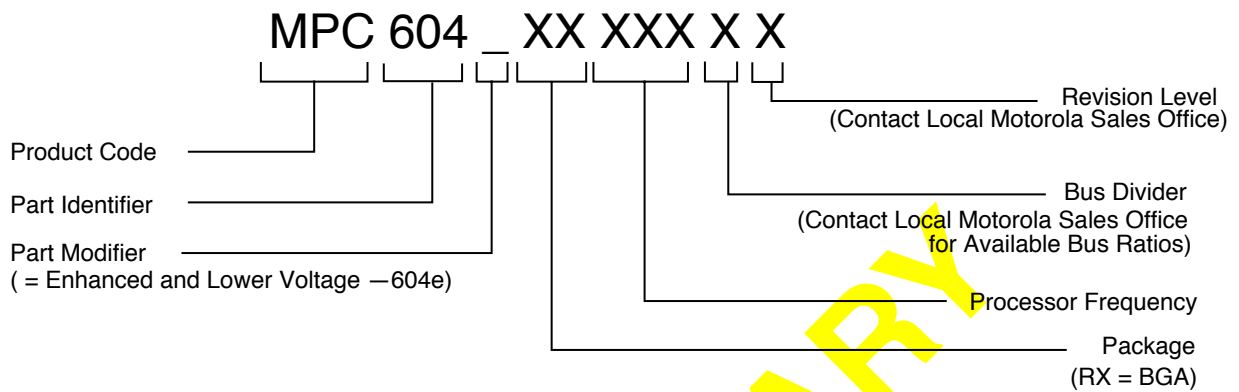 MPC 604 _ XX XXX X X
Revision Level
(Contact Local Motorola Sales Office)
Product Code
Bus Divider
Part Identifier
(Contact Local Motorola Sales Office
for Available Bus Ratios)
Part Modifier
( = Enhanced and Lower Voltage —604e)
Processor Frequency
Package
(RX = BGA)
ARY